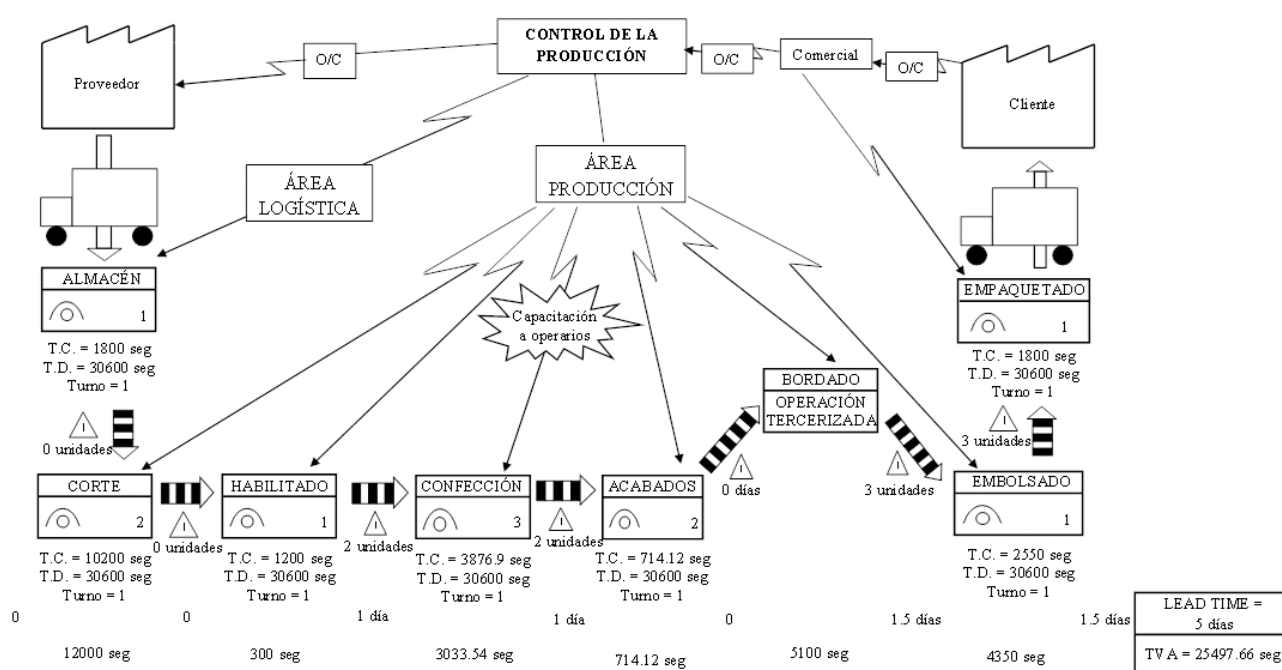 CONTROL DE LA
PRODUCCIÓN
O/C
O/C
Comercial
O/C
Proveedor
Cliente
ÁREA
LOGÍSTICA
ÁREA
PRODUCCIÓN
ALMACÉN
1
T.C. = 1800 seg
T.D. = 30600 seg
Turno = 1
Capacitación
a operarios
EMPAQUETADO
1
T.C. = 1800 seg
T.D. = 30600 seg
Turno = 1
BORDADO
OPERACIÓN
TERCERIZADA
I
0 unidades
I
3 unidades
CORTE
2
T.C. = 10200 seg
T.D. = 30600 seg
Turno = 1
I
0 unidades
HABILITADO
1
T.C. = 1200 seg
T.D. = 30600 seg
Turno = 1
I
2 unidades
CONFECCIÓN
3
T.C. = 3876.9 seg
T.D. = 30600 seg
Turno = 1
I
2 unidades
ACABADOS
2
T.C. = 714.12 seg
T.D. = 30600 seg
Turno = 1
I
0 días
I
3 unidades
EMBOLSADO
1
T.C. = 2550 seg
T.D. = 30600 seg
Turno = 1
0
0
1 día
1 día
0
1.5 días
1.5 días
LEAD TIME =
5 días
12000 seg
300 seg
3033.54 seg
714.12 seg
5100 seg
4350 seg
TVA = 25497.66 seg